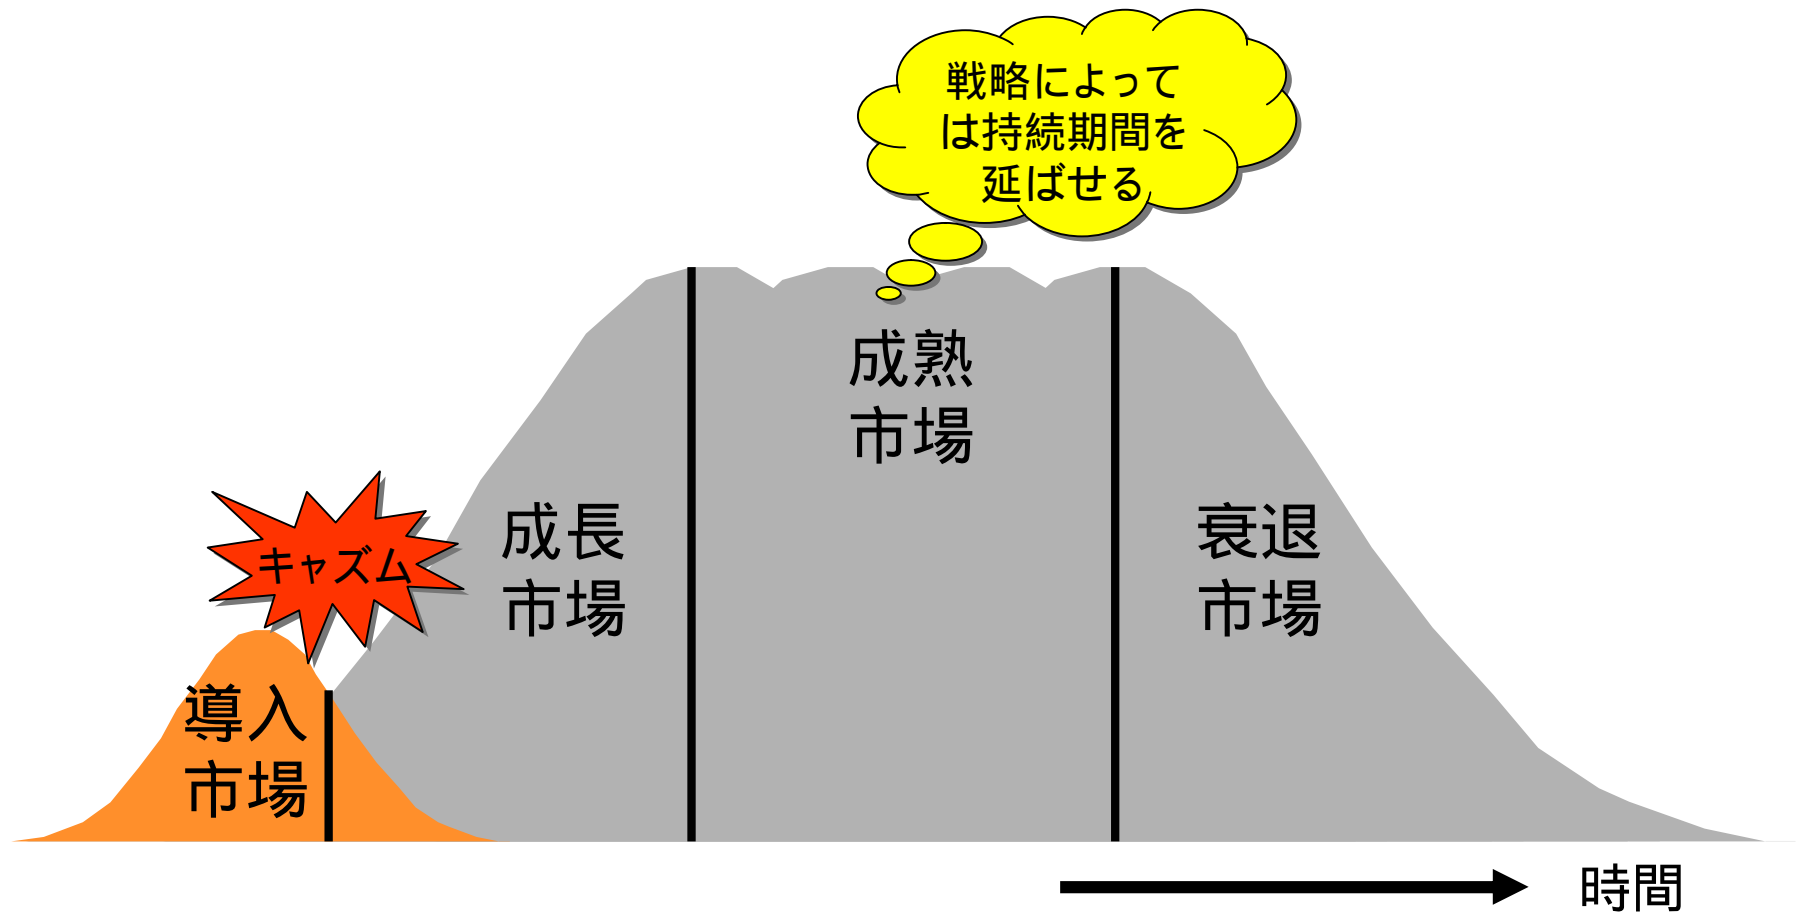 戦略によって
は持続期間を
延ばせる
成熟
市場
成長
市場
衰退
市場
キャズム
導入
市場
時間